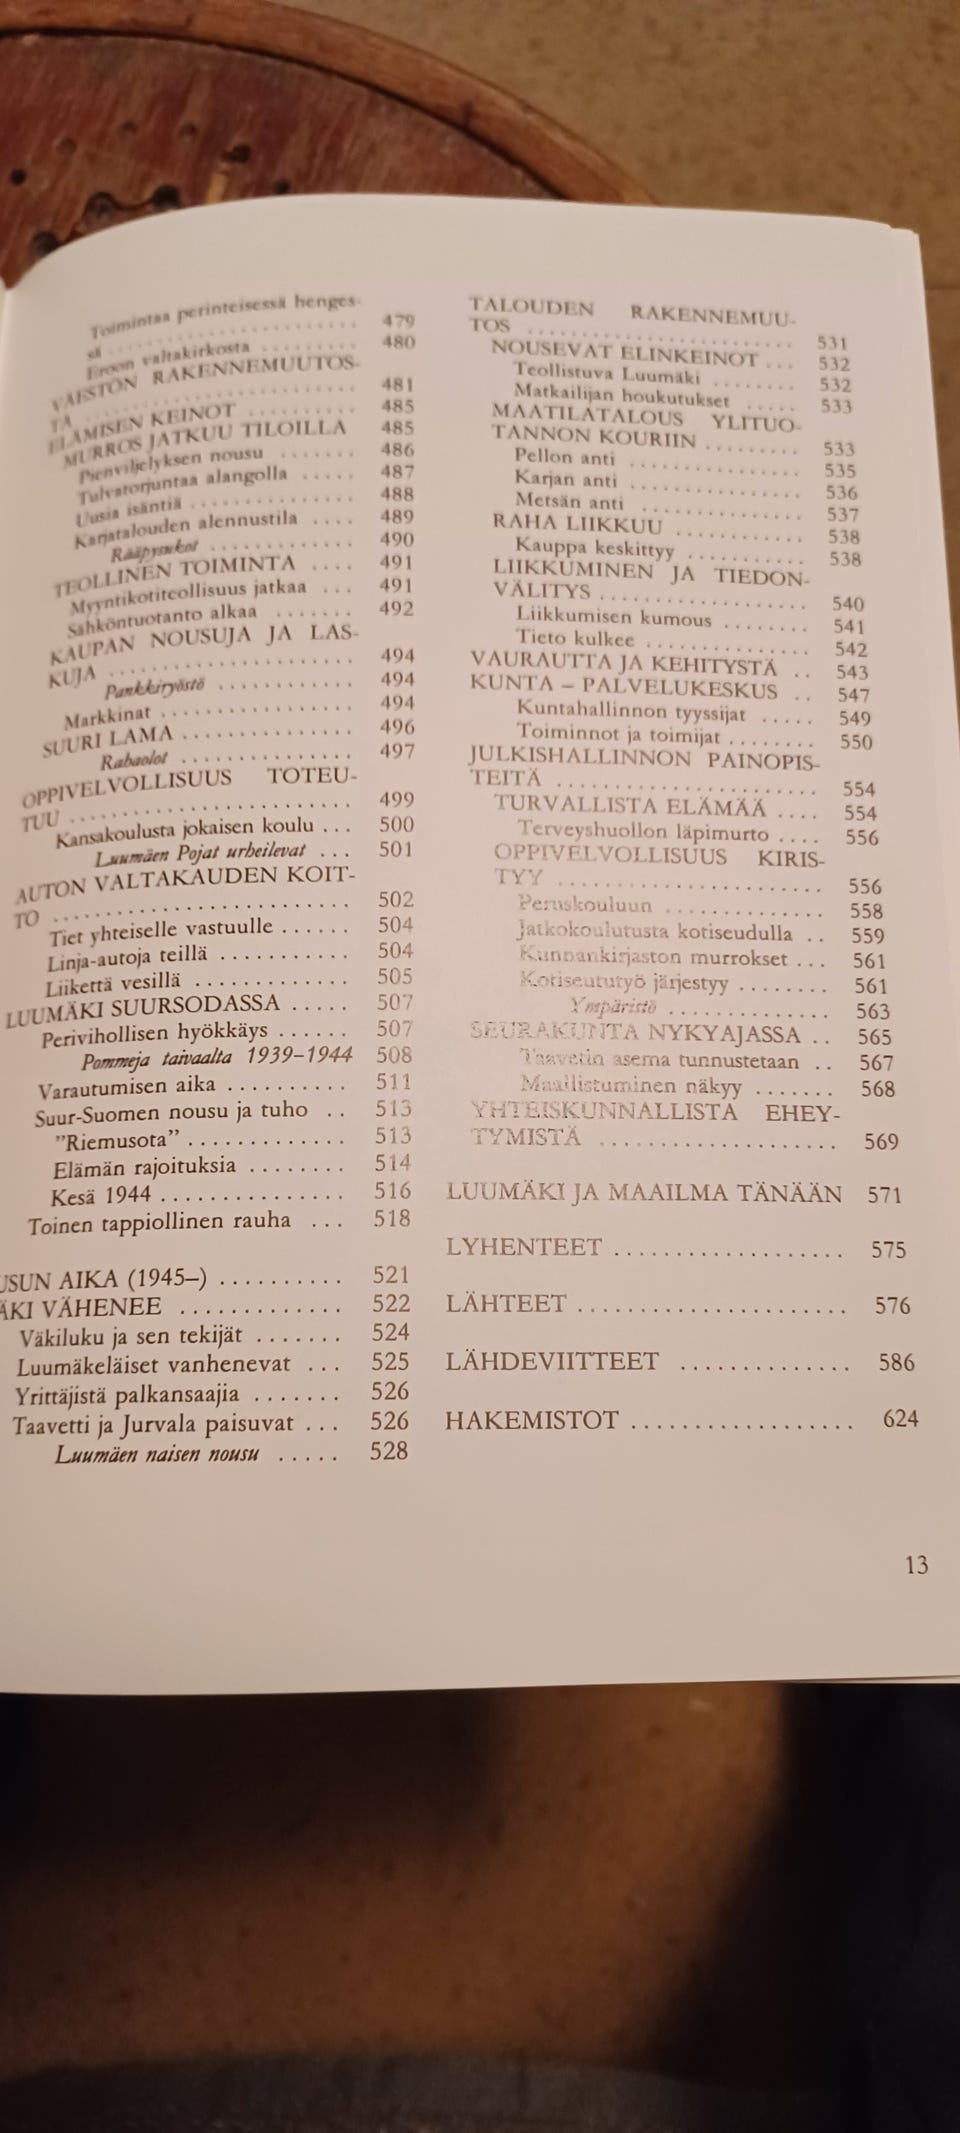 Toimintaa perinteisessä henges-
sä . . . . . . . . . . . . . . . . . . . . 479
Eroon valtakirkosta . . . . . . . . . 480
VÄESTÖN RAKENNEMUUTOS-
TA . . . . . . . . . . . . . . . . . . . . 481
ELÄMISEN KEINOT . . . . . . . . . . 485
MURROS JATKUU TILOILLA 485
Pienviljelyksen nousu . . . . . . . 486
Tulvatorjuntaa alangolla . . . . . 487
Uusia isäntiä . . . . . . . . . . . . . . 488
Karjatalouden alennustila . . . . 489
Rääpysukot . . . . . . . . . . . . 490
TEOLLINEN TOIMINTA . . . . 491
Myyntikotiteollisuus jatkaa . . . 491
Sähköntuotanto alkaa . . . . . . . 492
KAUPAN NOUSUJA JA LAS-
KUJA . . . . . . . . . . . . . . . . . . 494
Pankkiryöstö . . . . . . . . . . . . 494
Markkinat . . . . . . . . . . . . . . . . 494
SUURI LAMA . . . . . . . . . . . . . . 496
Rahaolot . . . . . . . . . . . . . . . 497
OPPIVELVOLLISUUS TOTEU-
TUU . . . . . . . . . . . . . . . . . . . . 499
Kansakoulusta jokaisen koulu . . . 500
Luumäen Pojat urheilevat . . . 501
AUTON VALTAKAUDEN KOIT-
TO . . . . . . . . . . . . . . . . . . . . . 502
Tiet yhteiselle vastuulle . . . . . . 504
Linja-autoja teillä . . . . . . . . . . . 504
Liikettä vesillä . . . . . . . . . . . . . 505
LUUMÄKI SUURSODASSA . . . . . 507
Perivihollisen hyökkäys . . . . . . 507
Pommeja taivaalta 1939–1944 508
Varautumisen aika . . . . . . . . . . 511
Suur-Suomen nousu ja tuho . . 513
"Riemusota" . . . . . . . . . . . . . . 513
Elämän rajoituksia . . . . . . . . 514
Kesä 1944 . . . . . . . . . . . . . . . . 516
Toinen tappiollinen rauha . . . 518
USUN AIKA (1945–) . . . . . . . . . . 521
ÄKI VÄHENEE . . . . . . . . . . . . . 522
Väkiluku ja sen tekijät . . . . . . . 524
Luumäkeläiset vanhenevat . . . 525
Yrittäjistä palkansaajia . . . . . . . 526
Taavetti ja Jurvala paisuvat . . . 526
Luumäen naisen nousu . . . . . 528
TALOUDEN RAKENNEMUU-
TOS . . . . . . . . . . . . . . . . . . . . 531
NOUSEVAT ELINKEINOT . . . 532
Teollistuva Luumäki . . . . . . . . 532
Matkailijan houkutukset . . . . . 533
MAATILATALOUS YLITUO-
TANNON KOURIIN . . . . . . . . . 533
Pellon anti . . . . . . . . . . . . . . . 535
Karjan anti . . . . . . . . . . . . . . . 536
Metsän anti . . . . . . . . . . . . . . 537
RAHA LIIKKUU . . . . . . . . . . . . 538
Kauppa keskittyy . . . . . . . . . . . 538
LIIKKUMINEN JA TIEDON-
VÄLITYS . . . . . . . . . . . . . . . . . . 540
Liikkumisen kumous . . . . . . . . 541
Tieto kulkee . . . . . . . . . . . . . . 542
VAURAUTTA JA KEHITYSTÄ . . 543
KUNTA – PALVELUKESKUS . . 547
Kuntahallinnon tyyssijat . . . . . 549
Toiminnot ja toimijat . . . . . . . . 550
JULKISHALLINNON PAINOPIS-
TEITÄ . . . . . . . . . . . . . . . . . . . . . . 554
TURVALLISTA ELÄMÄÄ . . . . 554
Terveyshuollon läpimurto . . . . 556
OPPIVELVOLLISUUS KIRIS-
TYY . . . . . . . . . . . . . . . . . . . . . . 556
Peruskouluun . . . . . . . . . . . . . . 558
Jatkokoulutusta kotiseudulla . . 559
Kunnankirjaston murrokset . . . 561
Kotiseututyö järjestyy . . . . . . . . 561
Ympäristö . . . . . . . . . . . . . . 563
SEURAKUNTA NYKYAJASSA . . 565
Taavetin asema tunnustetaan . . 567
Maallistuminen näkyy . . . . . . . 568
YHTEISKUNNALLISTA EHEY-
TYMISTÄ . . . . . . . . . . . . . . . . . . . . 569
LUUMÄKI JA MAAILMA TÄNÄÄN 571
LYHENTEET . . . . . . . . . . . . . . . . . . . 575
LÄHTEET . . . . . . . . . . . . . . . . . . . . . . . 576
LÄHDEVIITTEET . . . . . . . . . . . . . . 586
HAKEMISTOT . . . . . . . . . . . . . . . . . . . 624
13